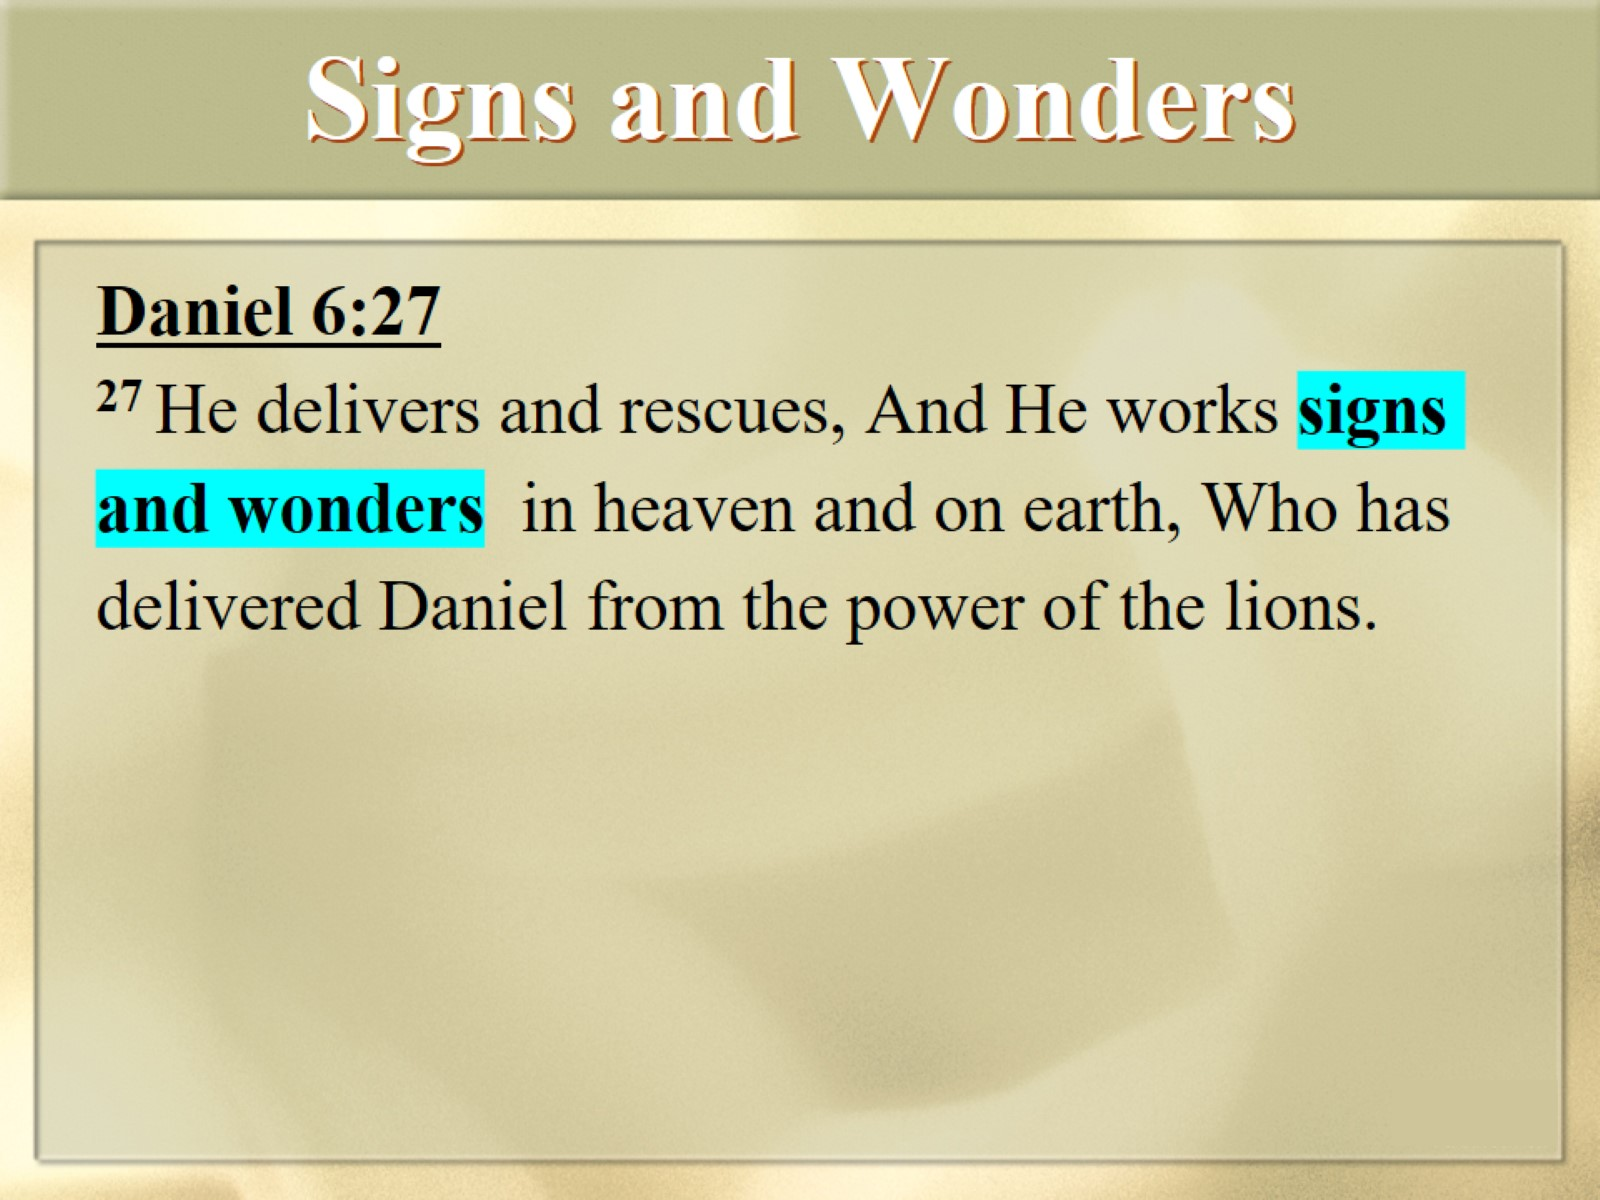 Signs and Wonders
Daniel 6:27
27 He delivers and rescues, And He works signs
and wonders in heaven and on earth, Who has
delivered Daniel from the power of the lions.